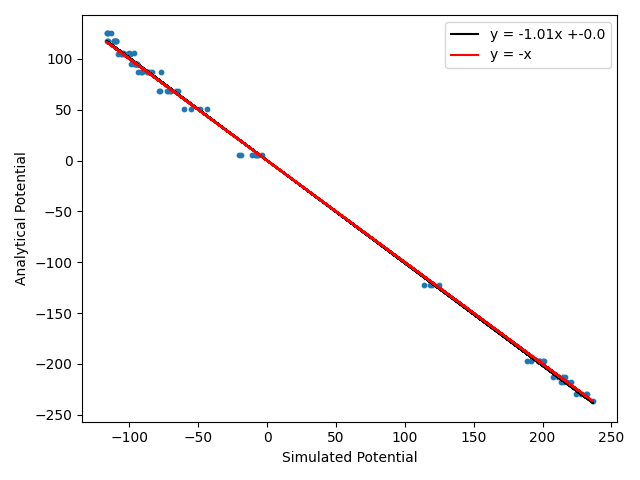 y = -1.01x +-0.0
y = -x
100
50
0
−50
−100
−150
−200
−250
Analytical Potential
−100 −50 0 50 100 150 200 250
Simulated Potential